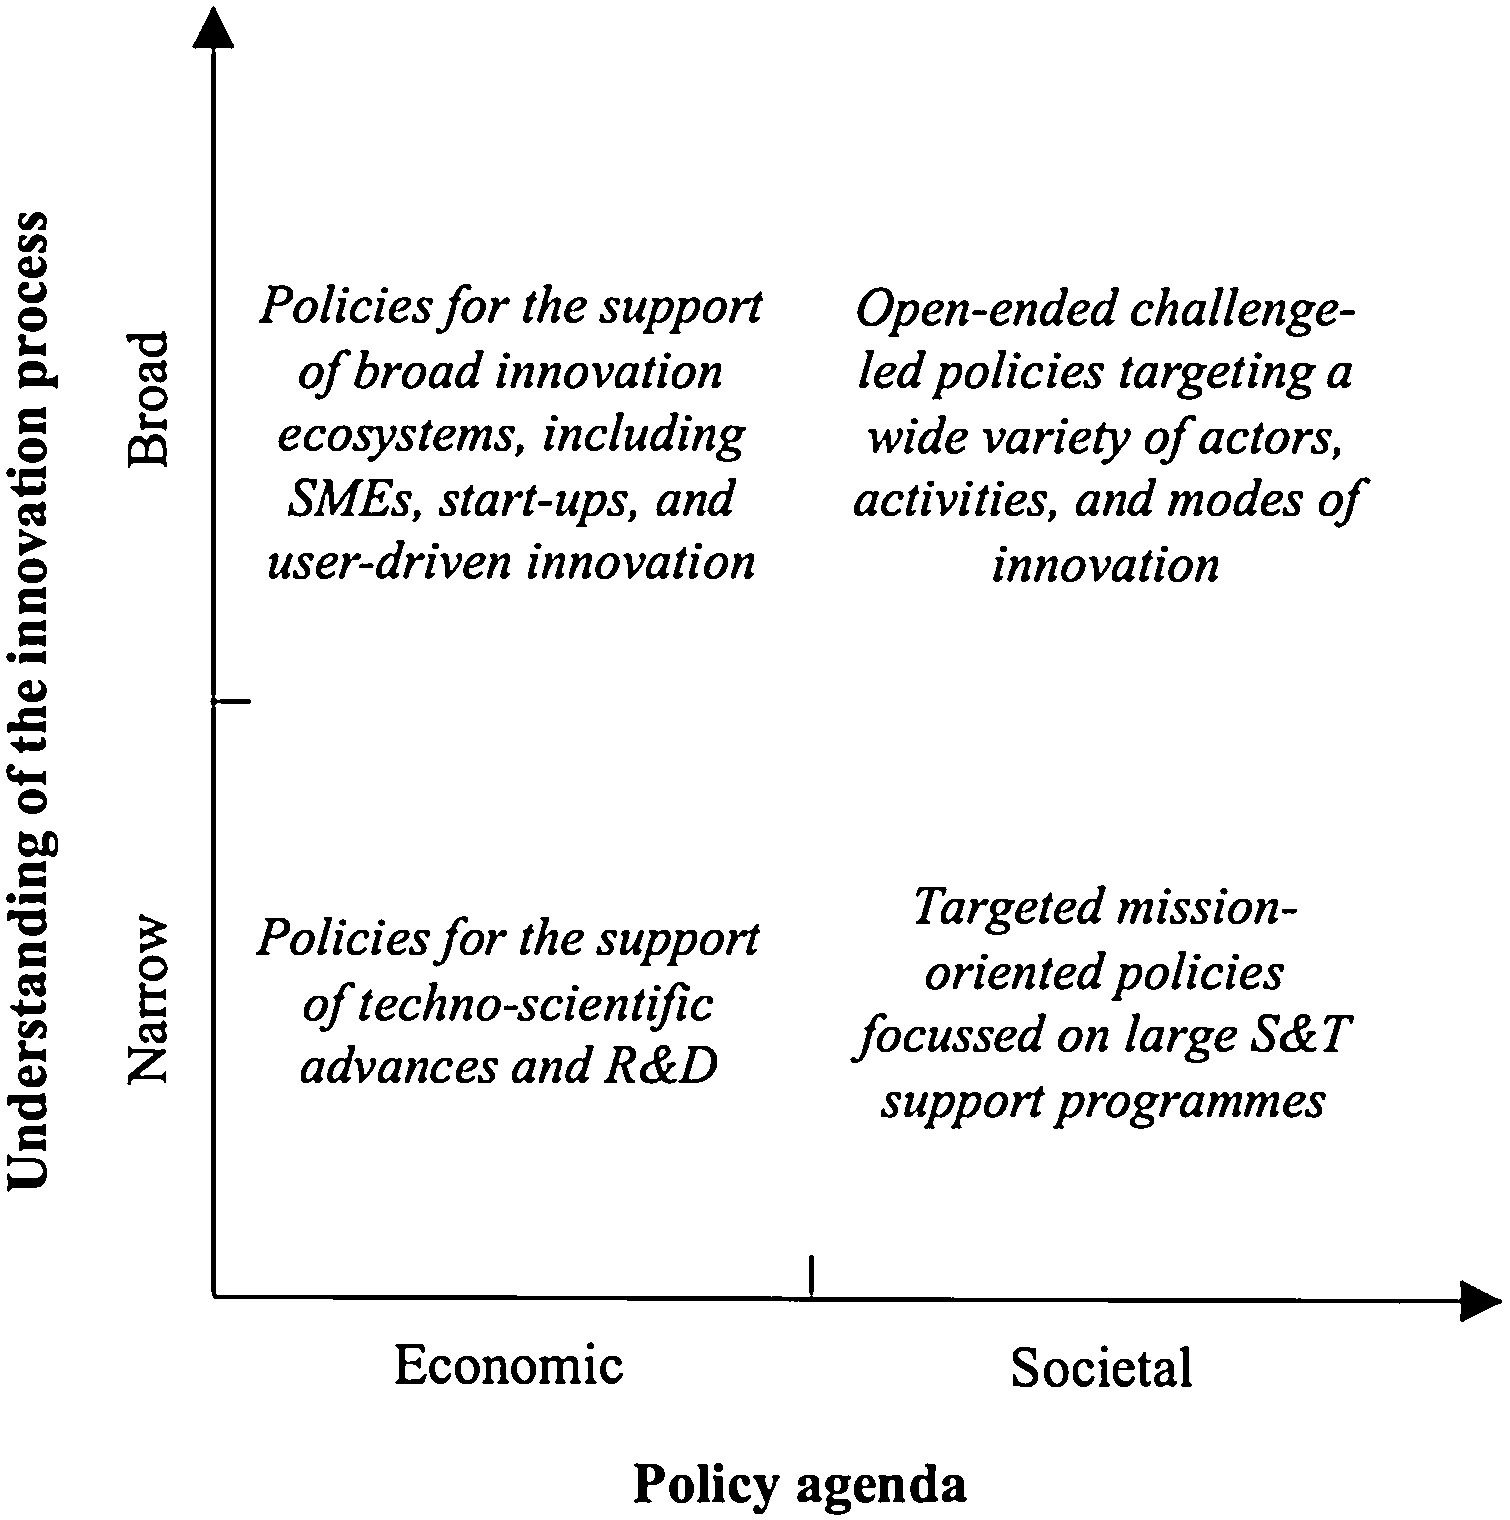 Understanding of the innovation process
Broad
Policies for the support
of broad innovation
ecosystems, including
SMEs, start-ups, and
user-driven innovation
Open-ended challenge-
led policies targeting a
wide variety of actors,
activities, and modes of
innovation
Narrow
Policies for the support
of techno-scientific
advances and R&D
Targeted mission-
oriented policies
focussed on large S&T
support programmes
Economic
Societal
Policy agenda